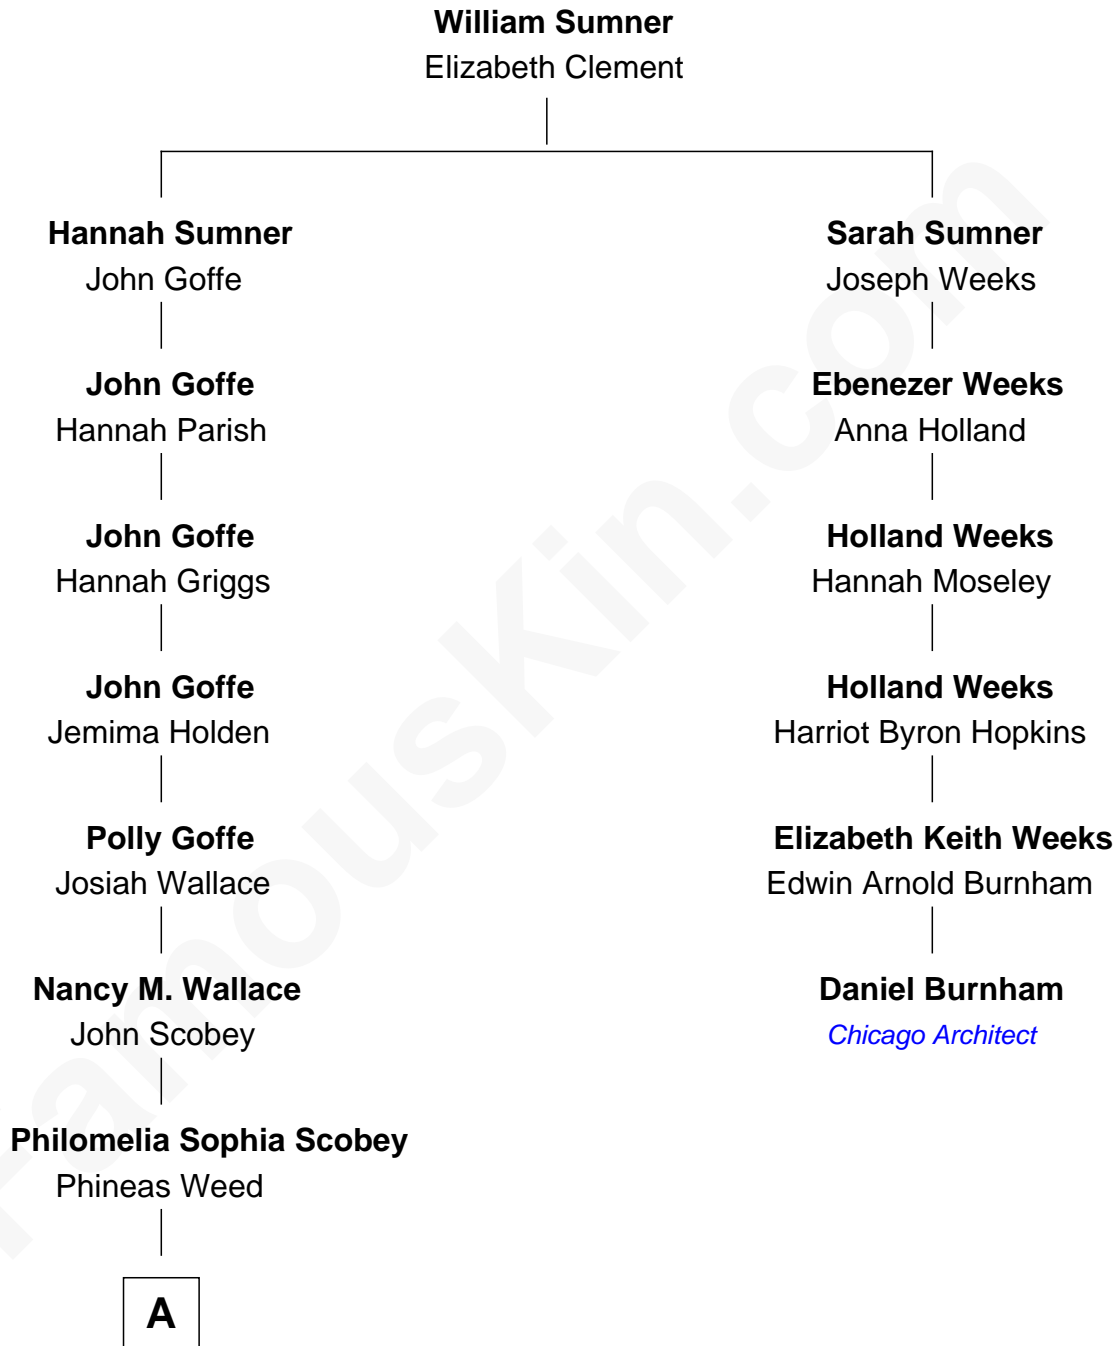 William Sumner
Elizabeth Clement
Hannah Sumner
John Goffe
Sarah Sumner
Joseph Weeks
John Goffe
Hannah Parish
Ebenezer Weeks
Anna Holland
John Goffe
Hannah Griggs
Holland Weeks
Hannah Moseley
John Goffe
Jemima Holden
Holland Weeks
Harriot Byron Hopkins
Polly Goffe
Josiah Wallace
Elizabeth Keith Weeks
Edwin Arnold Burnham
Nancy M. Wallace
John Scobey
Daniel Burnham
Chicago Architect
Philomelia Sophia Scobey
Phineas Weed
A
FamousKin.com